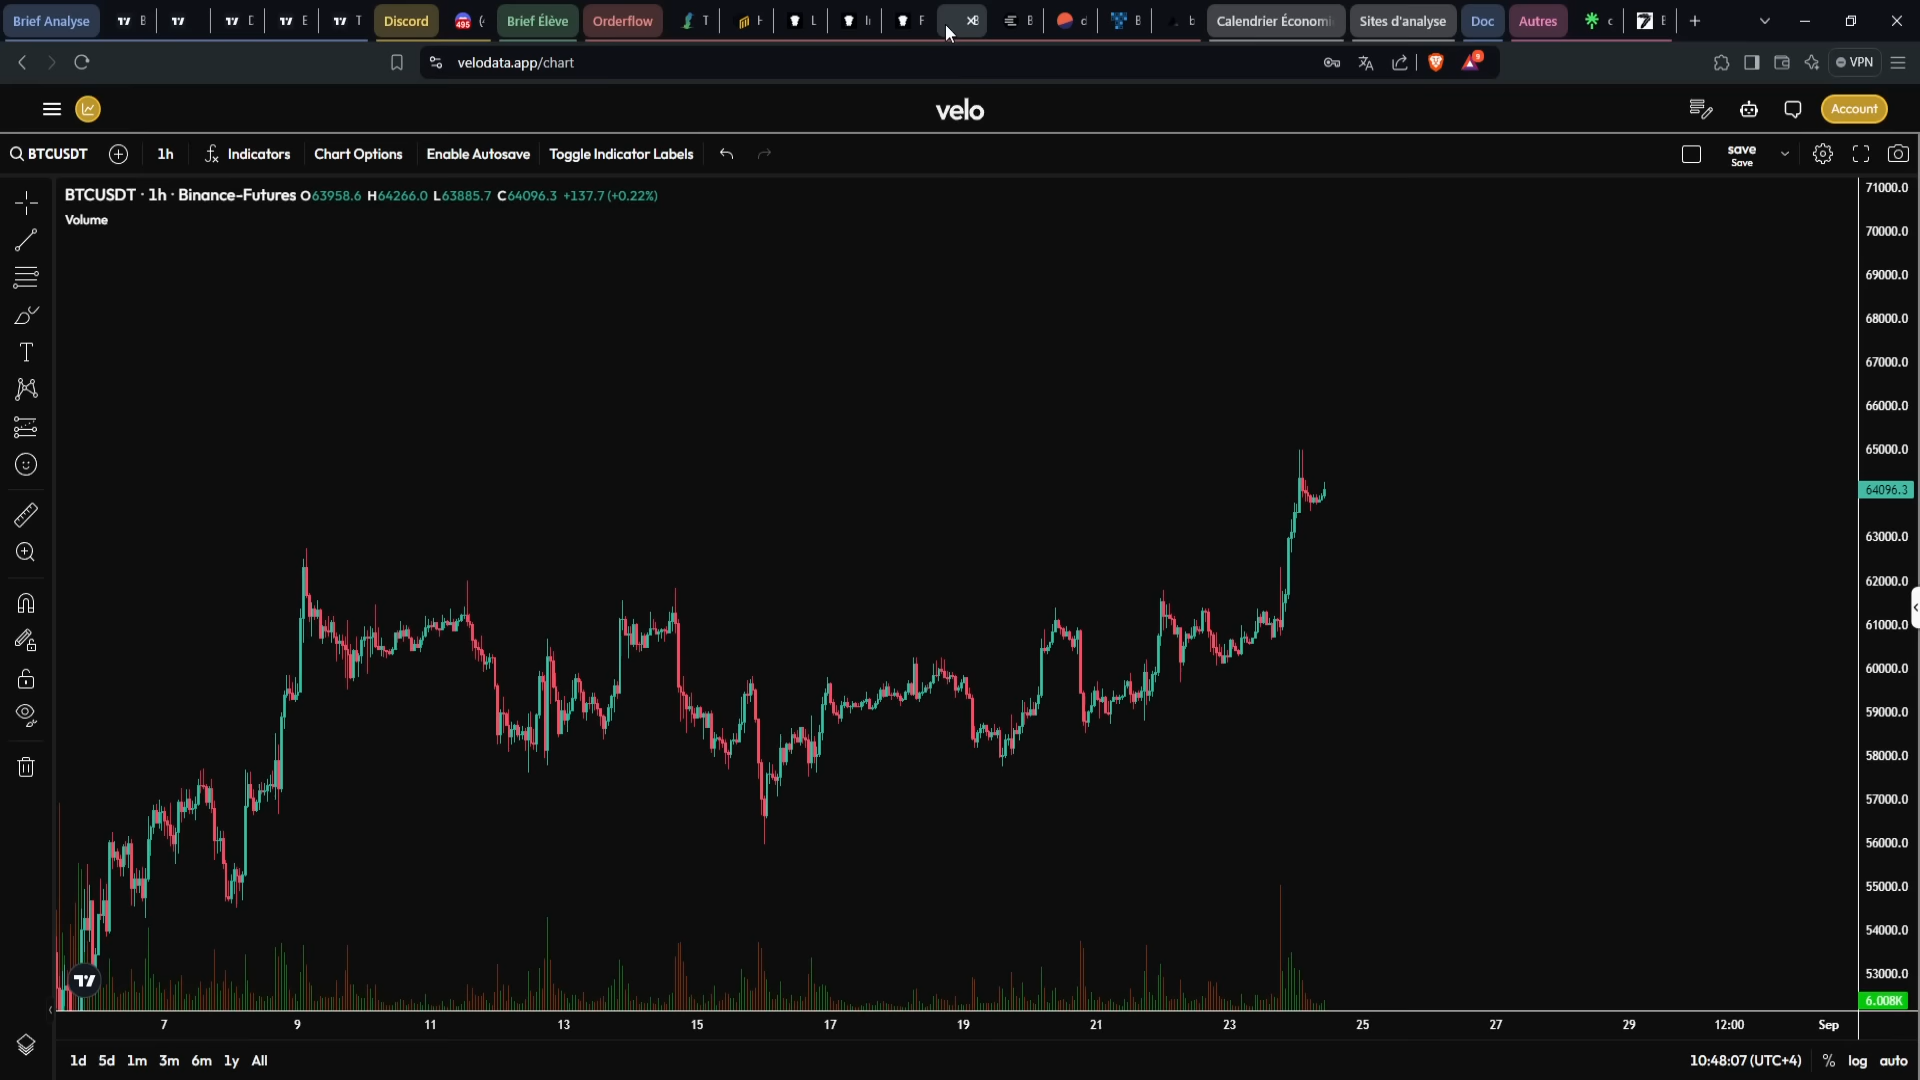 Brief Analyse
Discord
Brief Élève
Orderflow
Calendrier Économi
Sites d'analyse
Doc
Autres
velodata.app/chart
VPN
velo
Account
BTCUSDT
1h
Indicators
Chart Options
Enable Autosave
Toggle Indicator Labels
save
Save
BTCUSDT · 1h · Binance-Futures O63958.6 H64266.0 L63885.7 C64096.3 +137.7 (+0.22%)
Volume
71000.0
70000.0
69000.0
68000.0
67000.0
66000.0
65000.0
64096.3
63000.0
62000.0
61000.0
60000.0
59000.0
58000.0
57000.0
56000.0
55000.0
54000.0
53000.0
6.008K
7 9 11 13 15 17 19 21 23 25 27 29 12:00 Sep
1d 5d 1m 3m 6m 1y All
10:48:07 (UTC+4) % log auto